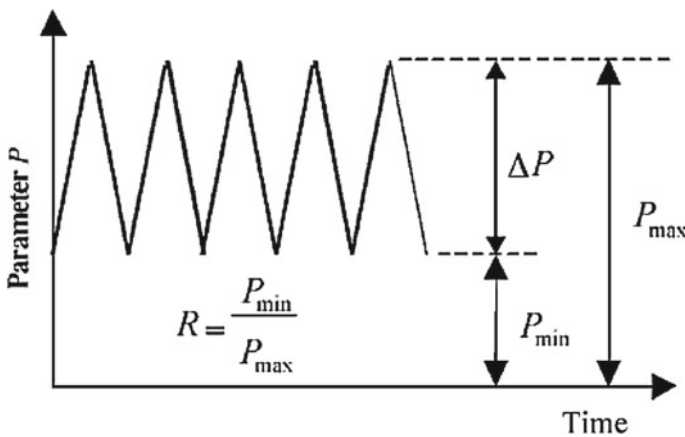 Parameter P
ΔP
P_max
R = P_min / P_max
P_min
Time